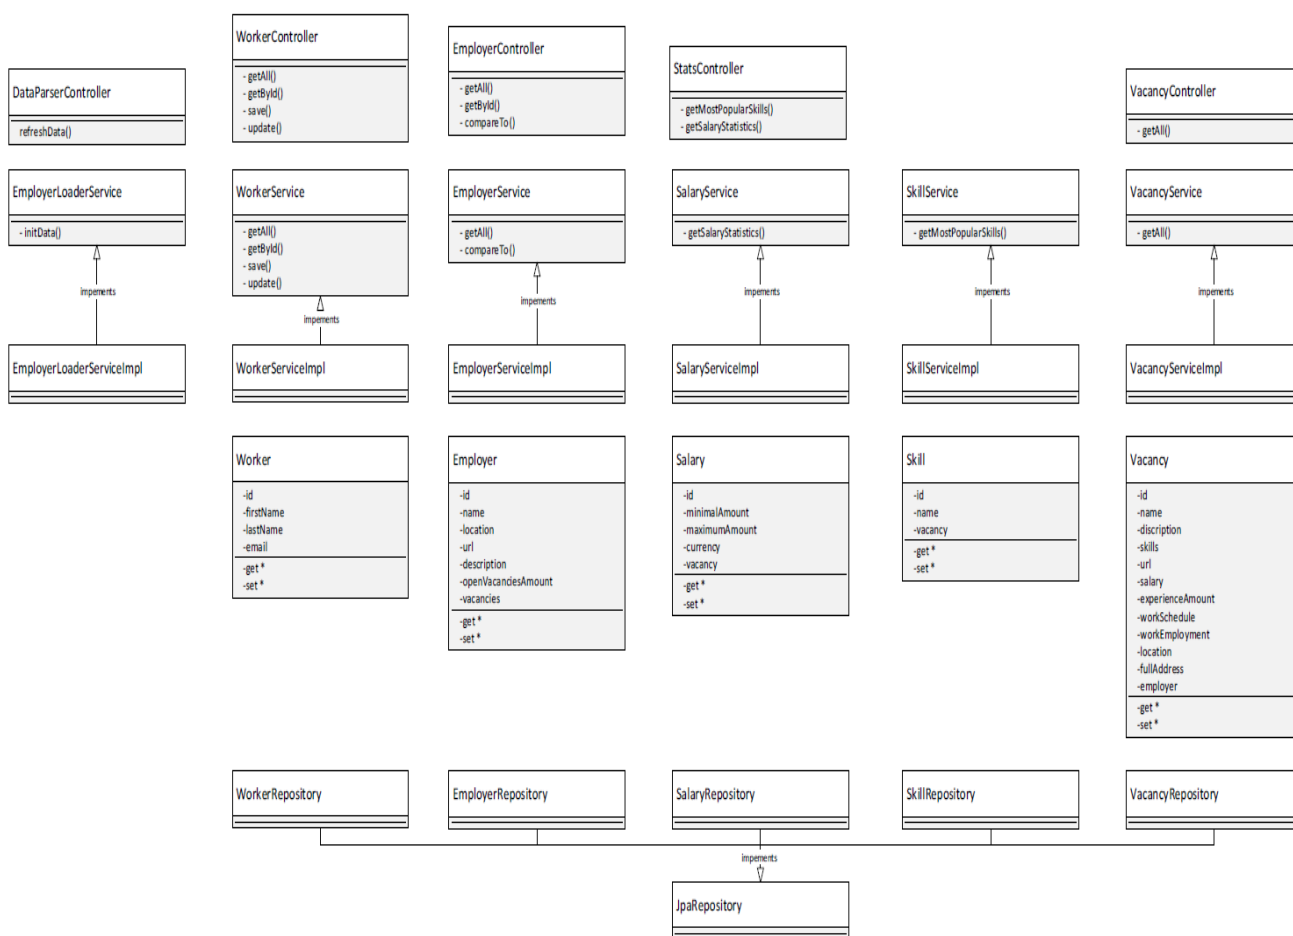 DataParserController
refreshData()
WorkerController
- getAll()
- getById()
- save()
- update()
EmployerController
- getAll()
- getById()
- compareTo()
StatsController
- getMostPopularSkills()
- getSalaryStatistics()
VacancyController
- getAll()
EmployerLoaderService
- initData()
WorkerService
- getAll()
- getById()
- save()
- update()
EmployerService
- getAll()
- compareTo()
SalaryService
- getSalaryStatistics()
SkillService
- getMostPopularSkills()
VacancyService
- getAll()
impements
impements
impements
impements
impements
impements
EmployerLoaderServiceImpl
WorkerServiceImpl
EmployerServiceImpl
SalaryServiceImpl
SkillServiceImpl
VacancyServiceImpl
Worker
-id
-firstName
-lastName
-email
-get *
-set *
Employer
-id
-name
-location
-url
-description
-openVacanciesAmount
-vacancies
-get *
-set *
Salary
-id
-minimalAmount
-maximumAmount
-currency
-vacancy
-get *
-set *
Skill
-id
-name
-vacancy
-get *
-set *
Vacancy
-id
-name
-discription
-skills
-url
-salary
-experienceAmount
-workSchedule
-workEmployment
-location
-fullAddress
-employer
-get *
-set *
WorkerRepository
EmployerRepository
SalaryRepository
SkillRepository
VacancyRepository
impements
JpaRepository